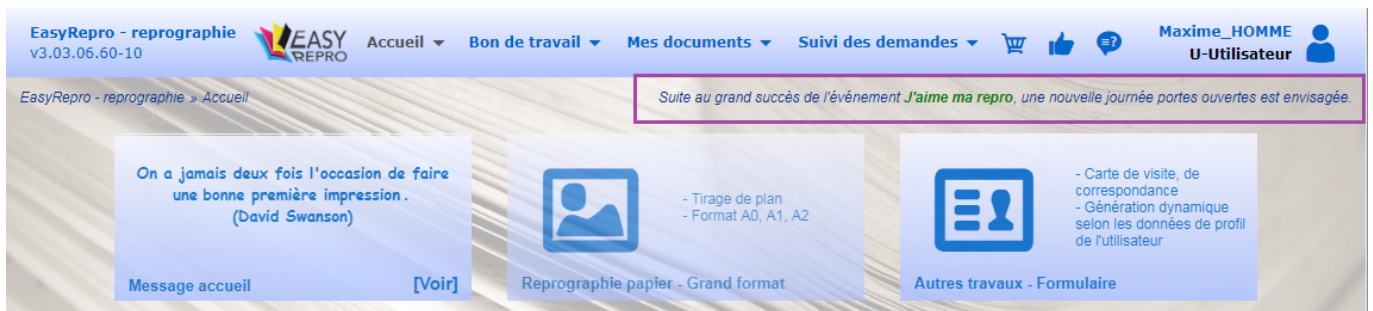 EasyRepro - reprographie
v3.03.06.60-10
EASY
REPRO
Accueil
Bon de travail
Mes documents
Suivi des demandes
Maxime_HOMME
U-Utilisateur
EasyRepro - reprographie » Accueil
Suite au grand succès de l'événement J'aime ma repro, une nouvelle journée portes ouvertes est envisagée.
On a jamais deux fois l'occasion de faire
une bonne première impression.
(David Swanson)
Message accueil
[Voir]
- Tirage de plan
- Format A0, A1, A2
Reprographie papier - Grand format
- Carte de visite, de
correspondance
- Génération dynamique
selon les données de profil
de l'utilisateur
Autres travaux - Formulaire